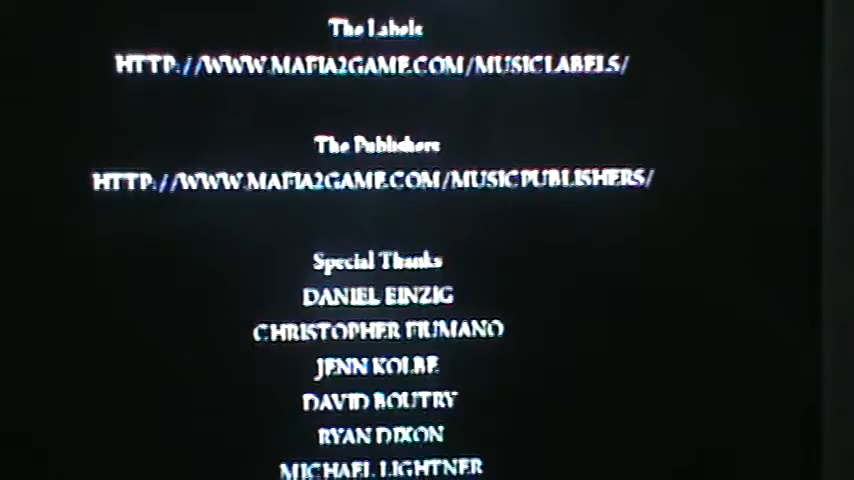 The Labels
HTTP://WWW.MAFIA2GAME.COM/MUSICLABELS/
The Publishers
HTTP://WWW.MAFIA2GAME.COM/MUSICPUBLISHERS/
Special Thanks
DANIEL EINZIG
CHRISTOPHER FIUMANO
JENN KOLBE
DAVID BOUTRY
RYAN DIXON
MICHAEL LIGHTNER